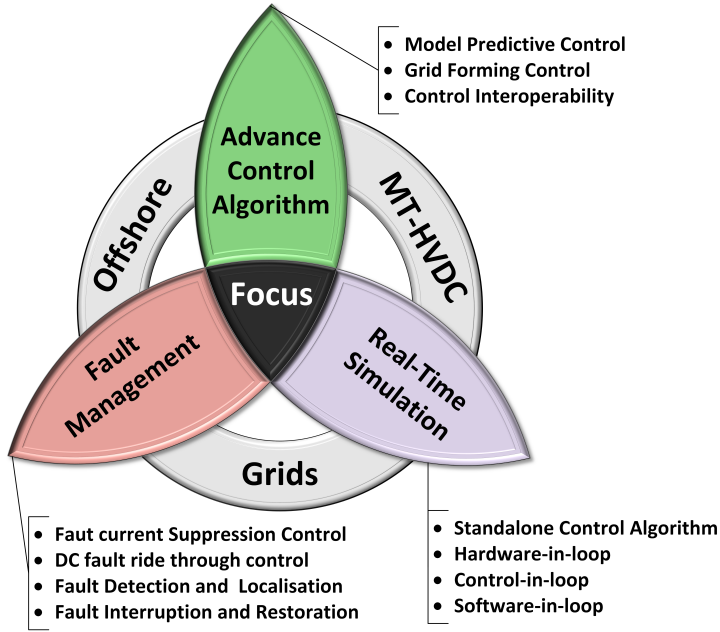 • Model Predictive Control
• Grid Forming Control
• Control Interoperability
Advance
Control
Algorithm
Offshore
MT-HVDC
Focus
Fault
Management
Real-Time
Simulation
Grids
• Faut current Suppression Control
• DC fault ride through control
• Fault Detection and  Localisation
• Fault Interruption and Restoration
• Standalone Control Algorithm
• Hardware-in-loop
• Control-in-loop
• Software-in-loop